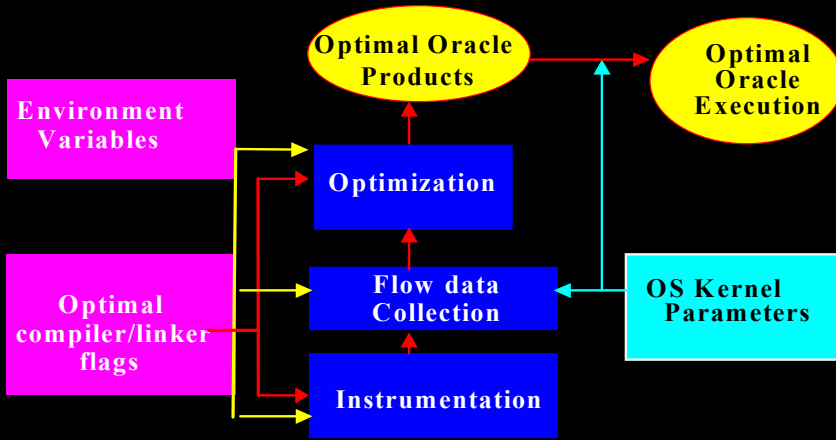 Optimal Oracle
Products
Optimal
Oracle
Execution
Environment
Variables
Optimization
Optimal
compiler/linker
flags
Flow data
Collection
OS Kernel
Parameters
Instrumentation